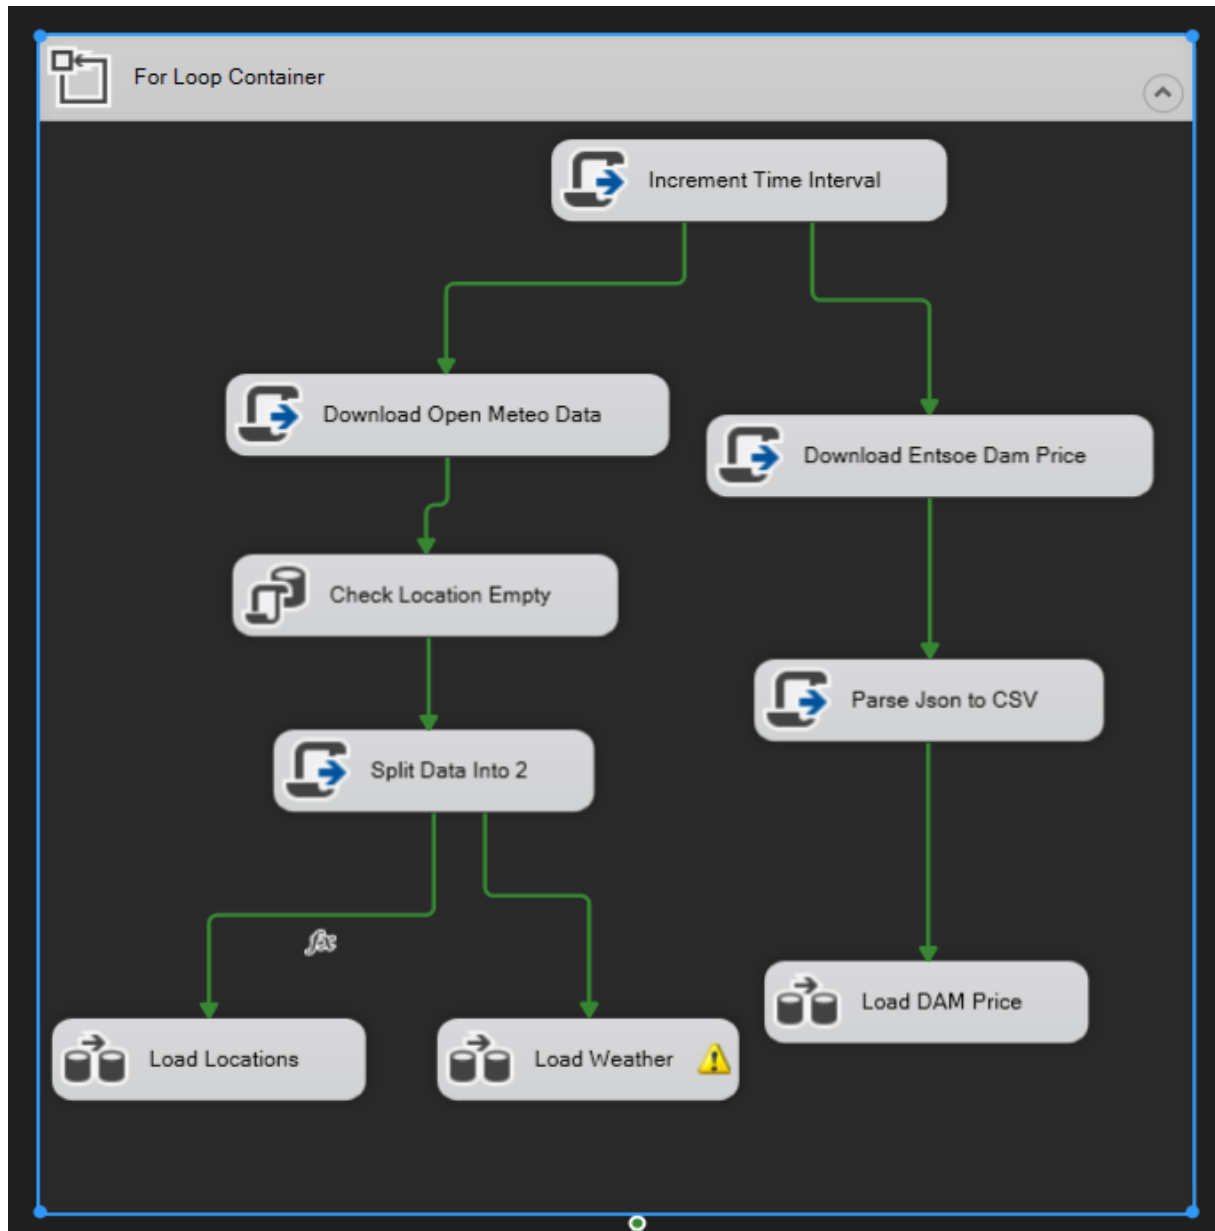 For Loop Container
Increment Time Interval
Download Open Meteo Data
Download Entsoe Dam Price
Check Location Empty
Parse Json to CSV
Split Data Into 2
fx
Load DAM Price
Load Locations
Load Weather